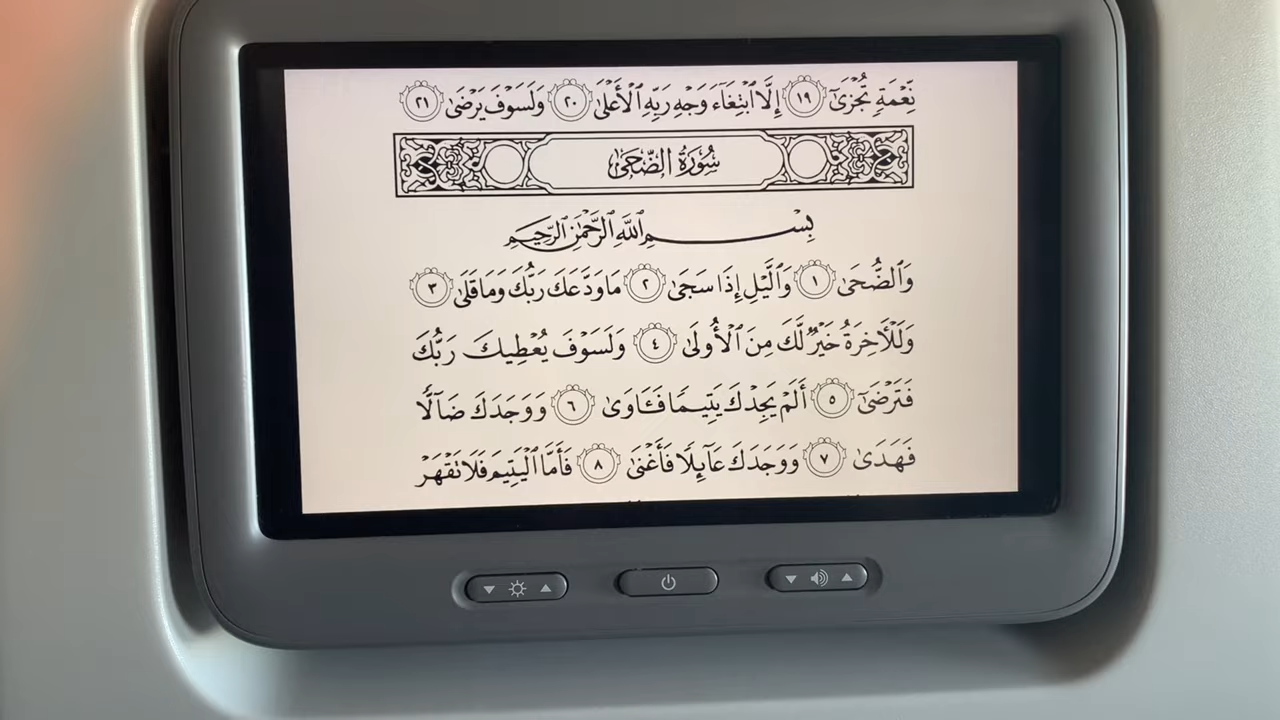 نِّعْمَةٍ تُجْزَىٰٓ ١٩ إِلَّا ٱبْتِغَآءَ وَجْهِ رَبِّهِ ٱلْأَعْلَىٰ ٢٠ وَلَسَوْفَ يَرْضَىٰ ٢١
سُورَةُ الضُّحَىٰ
بِسْمِ ٱللَّهِ ٱلرَّحْمَٰنِ ٱلرَّحِيمِ
وَٱلضُّحَىٰ ١ وَٱلَّيْلِ إِذَا سَجَىٰ ٢ مَا وَدَّعَكَ رَبُّكَ وَمَا قَلَىٰ ٣
وَلَلْءَاخِرَةُ خَيْرٌ لَّكَ مِنَ ٱلْأُولَىٰ ٤ وَلَسَوْفَ يُعْطِيكَ رَبُّكَ
فَتَرْضَىٰٓ ٥ أَلَمْ يَجِدْكَ يَتِيمًا فَـَٔاوَىٰ ٦ وَوَجَدَكَ ضَآلًّا
فَهَدَىٰ ٧ وَوَجَدَكَ عَآئِلًا فَأَغْنَىٰ ٨ فَأَمَّا ٱلْيَتِيمَ فَلَا تَقْهَرْ